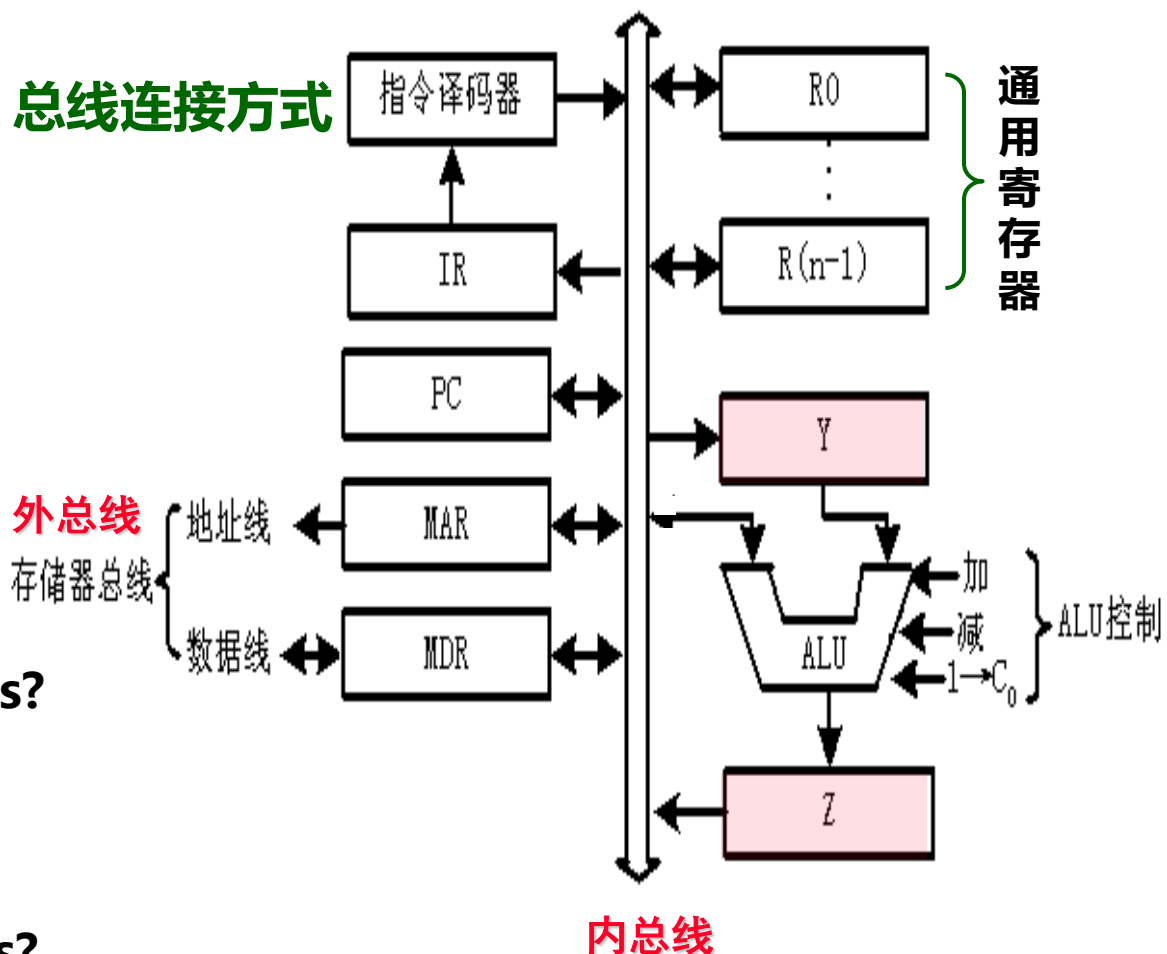 总线连接方式
指令译码器
IR
PC
MAR
MDR
外总线
存储器总线
地址线
数据线
s?
s?
R0
R(n-1)
通用寄存器
Y
ALU
加
减
1→C₀
ALU控制
Z
内总线